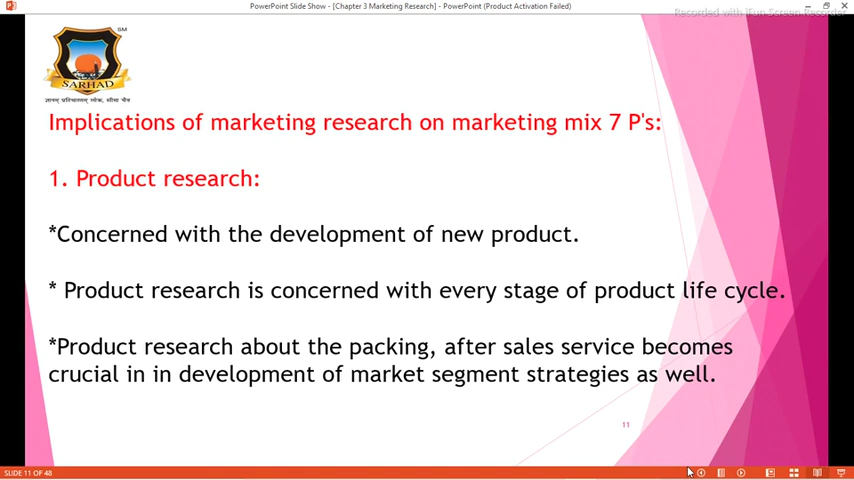 PowerPoint Slide Show - [Chapter 3 Marketing Research] - PowerPoint (Product Activation Failed)
Recorded with iTop Screen Recorder
SM
SARHAD
Implications of marketing research on marketing mix 7 P's:
1. Product research:
*Concerned with the development of new product.
* Product research is concerned with every stage of product life cycle.
*Product research about the packing, after sales service becomes
crucial in in development of market segment strategies as well.
11
SLIDE 11 OF 48